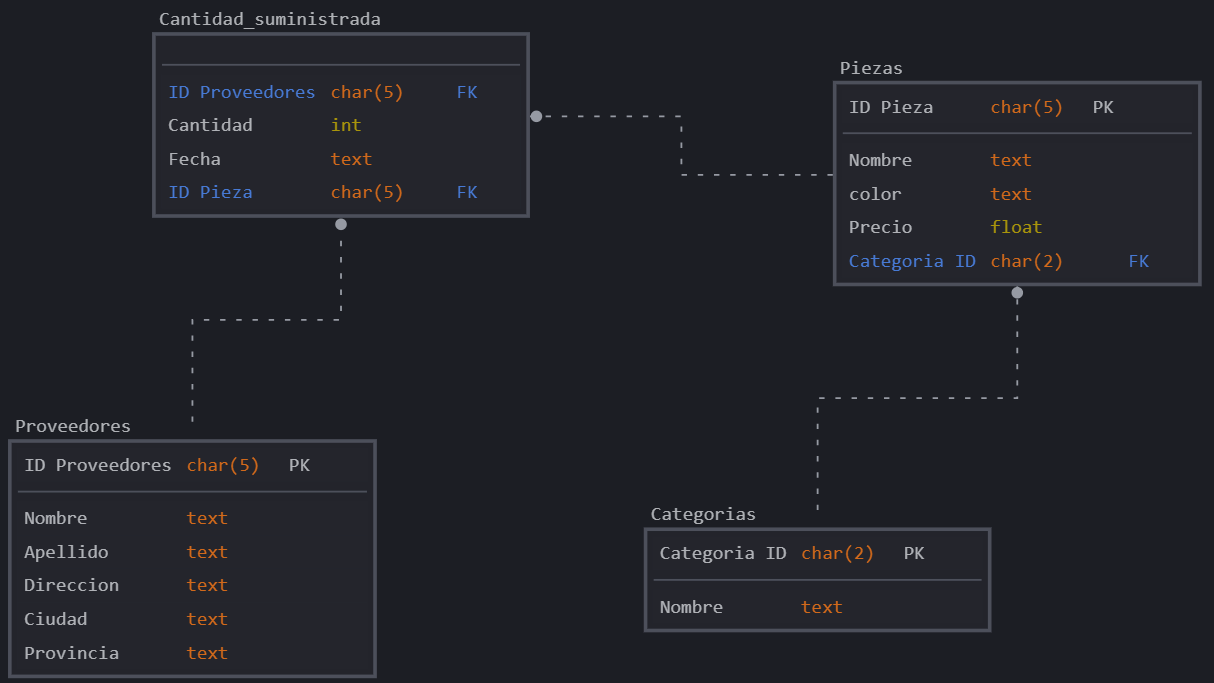 Cantidad_suministrada
ID Proveedores char(5) FK
Cantidad int
Fecha text
ID Pieza char(5) FK
Piezas
ID Pieza char(5) PK
Nombre text
color text
Precio float
Categoria ID char(2) FK
Proveedores
ID Proveedores char(5) PK
Nombre text
Apellido text
Direccion text
Ciudad text
Provincia text
Categorias
Categoria ID char(2) PK
Nombre text